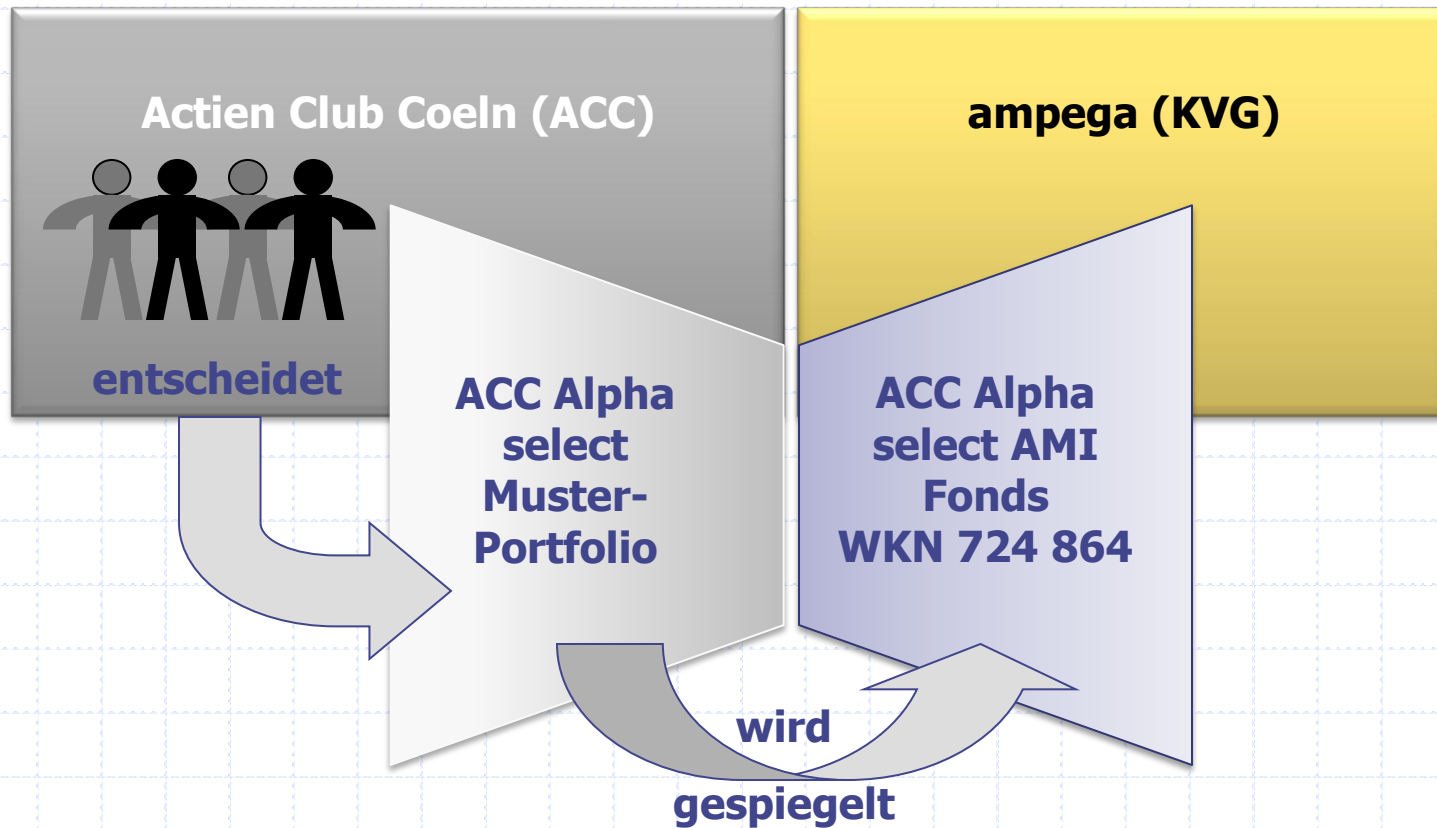 Actien Club Coeln (ACC)
entscheidet
ACC Alpha
select
Muster-
Portfolio
ampega (KVG)
ACC Alpha
select AMI
Fonds
WKN 724 864
wird
gespiegelt